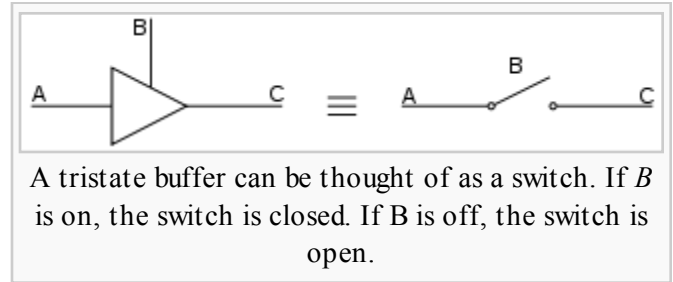 B
A C ≡ A B C
A tristate buffer can be thought of as a switch. If B
is on, the switch is closed. If B is off, the switch is
open.